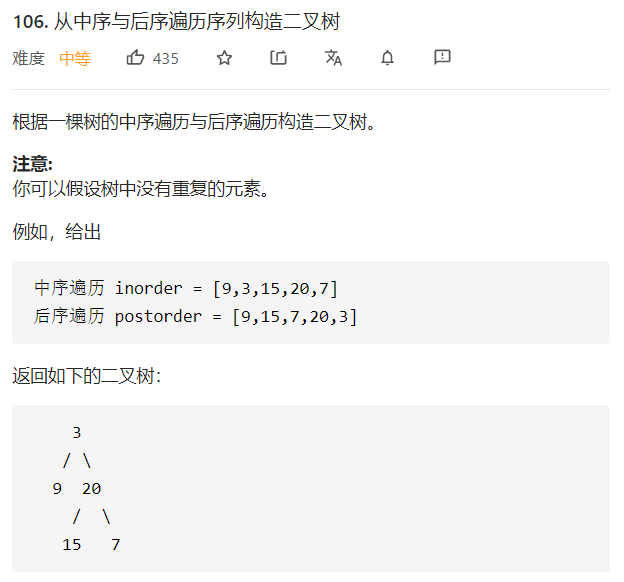 106. 从中序与后序遍历序列构造二叉树
难度 中等 435
根据一棵树的中序遍历与后序遍历构造二叉树。
注意:
你可以假设树中没有重复的元素。
例如，给出
中序遍历 inorder = [9,3,15,20,7]
后序遍历 postorder = [9,15,7,20,3]
返回如下的二叉树：
3
/ \
9 20
/ \
15 7